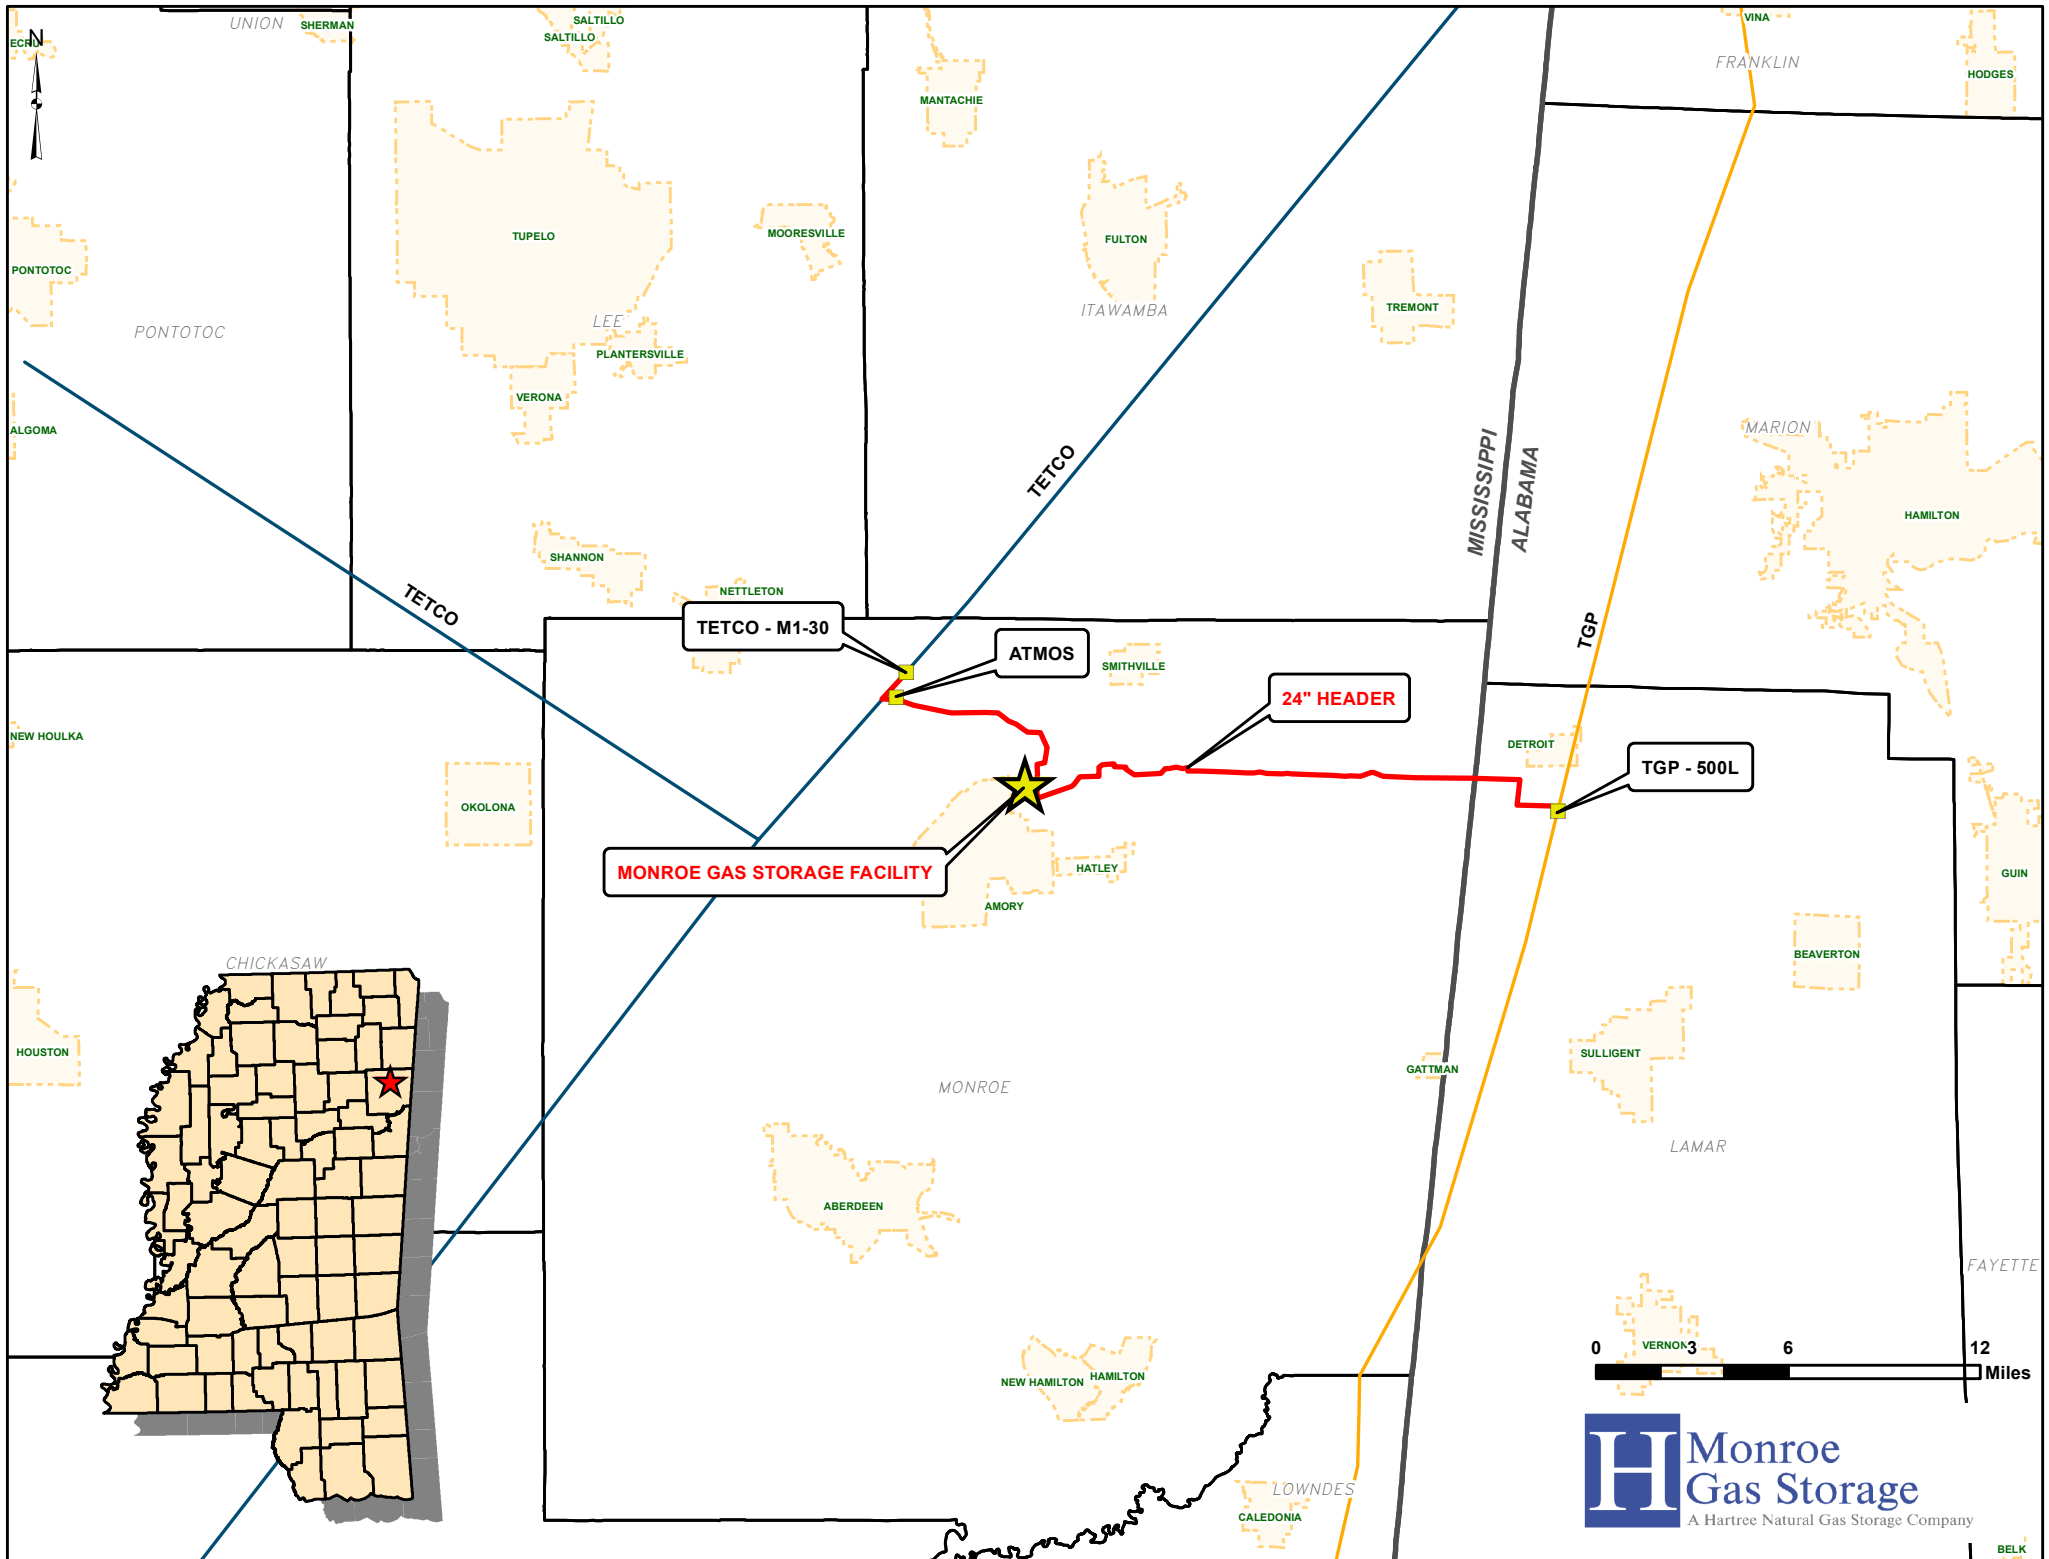 UNION
SHERMAN
SALTILLO
SALTILLO
VINA
ECRU
N
FRANKLIN
HODGES
MANTACHIE
TUPELO
MOORESVILLE
FULTON
PONTOTOC
TREMONT
ITAWAMBA
PONTOTOC
LEE
PLANTERSVILLE
VERONA
ALGOMA
MARION
TETCO
MISSISSIPPI
ALABAMA
HAMILTON
SHANNON
NETTLETON
TETCO
TGP
TETCO - M1-30
ATMOS
SMITHVILLE
24" HEADER
NEW HOULKA
DETROIT
TGP - 500L
OKOLONA
MONROE GAS STORAGE FACILITY
HATLEY
GUIN
AMORY
BEAVERTON
CHICKASAW
HOUSTON
SULLIGENT
GATTMAN
MONROE
LAMAR
ABERDEEN
FAYETTE
VERNON
0 3 6 12
Miles
NEW HAMILTON
HAMILTON
H
Monroe
Gas Storage
A Hartree Natural Gas Storage Company
LOWNDES
CALEDONIA
BELK